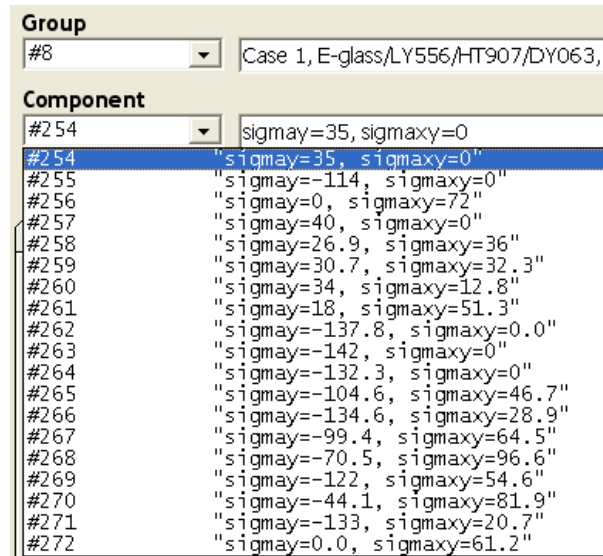 Group
#8 Case 1, E-glass/LY556/HT907/DY063,
Component
#254 sigmay=35, sigmaxy=0
#254 "sigmay=35, sigmaxy=0"
#255 "sigmay=-114, sigmaxy=0"
#256 "sigmay=0, sigmaxy=72"
#257 "sigmay=40, sigmaxy=0"
#258 "sigmay=26.9, sigmaxy=36"
#259 "sigmay=30.7, sigmaxy=32.3"
#260 "sigmay=34, sigmaxy=12.8"
#261 "sigmay=18, sigmaxy=51.3"
#262 "sigmay=-137.8, sigmaxy=0.0"
#263 "sigmay=-142, sigmaxy=0"
#264 "sigmay=-132.3, sigmaxy=0"
#265 "sigmay=-104.6, sigmaxy=46.7"
#266 "sigmay=-134.6, sigmaxy=28.9"
#267 "sigmay=-99.4, sigmaxy=64.5"
#268 "sigmay=-70.5, sigmaxy=96.6"
#269 "sigmay=-122, sigmaxy=54.6"
#270 "sigmay=-44.1, sigmaxy=81.9"
#271 "sigmay=-133, sigmaxy=20.7"
#272 "sigmay=0.0, sigmaxy=61.2"